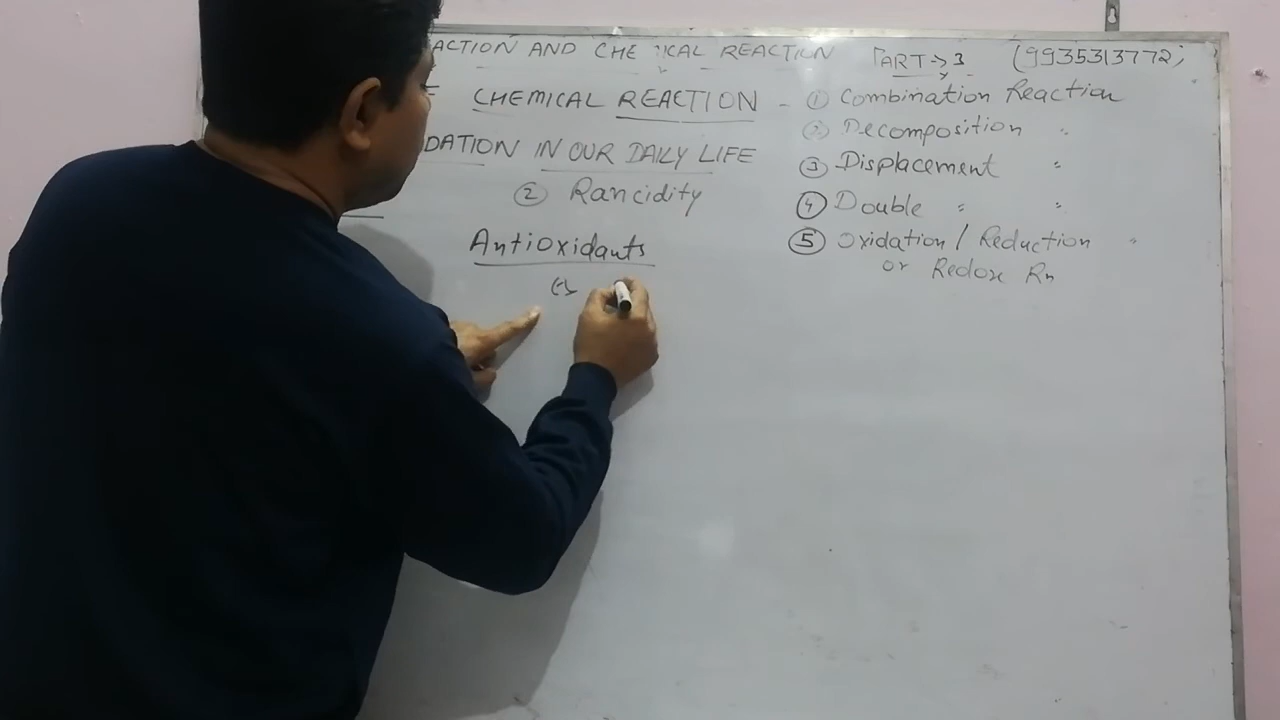 ACTION AND CHE ICAL REACTION PART → 3 (9935313772)
CHEMICAL REACTION - ① Combination Reaction
② Decomposition "
DATION IN OUR DAILY LIFE
③ Displacement "
② Rancidity
④ Double " "
Antioxidants
⑤ Oxidation / Reduction "
or Redox Rn